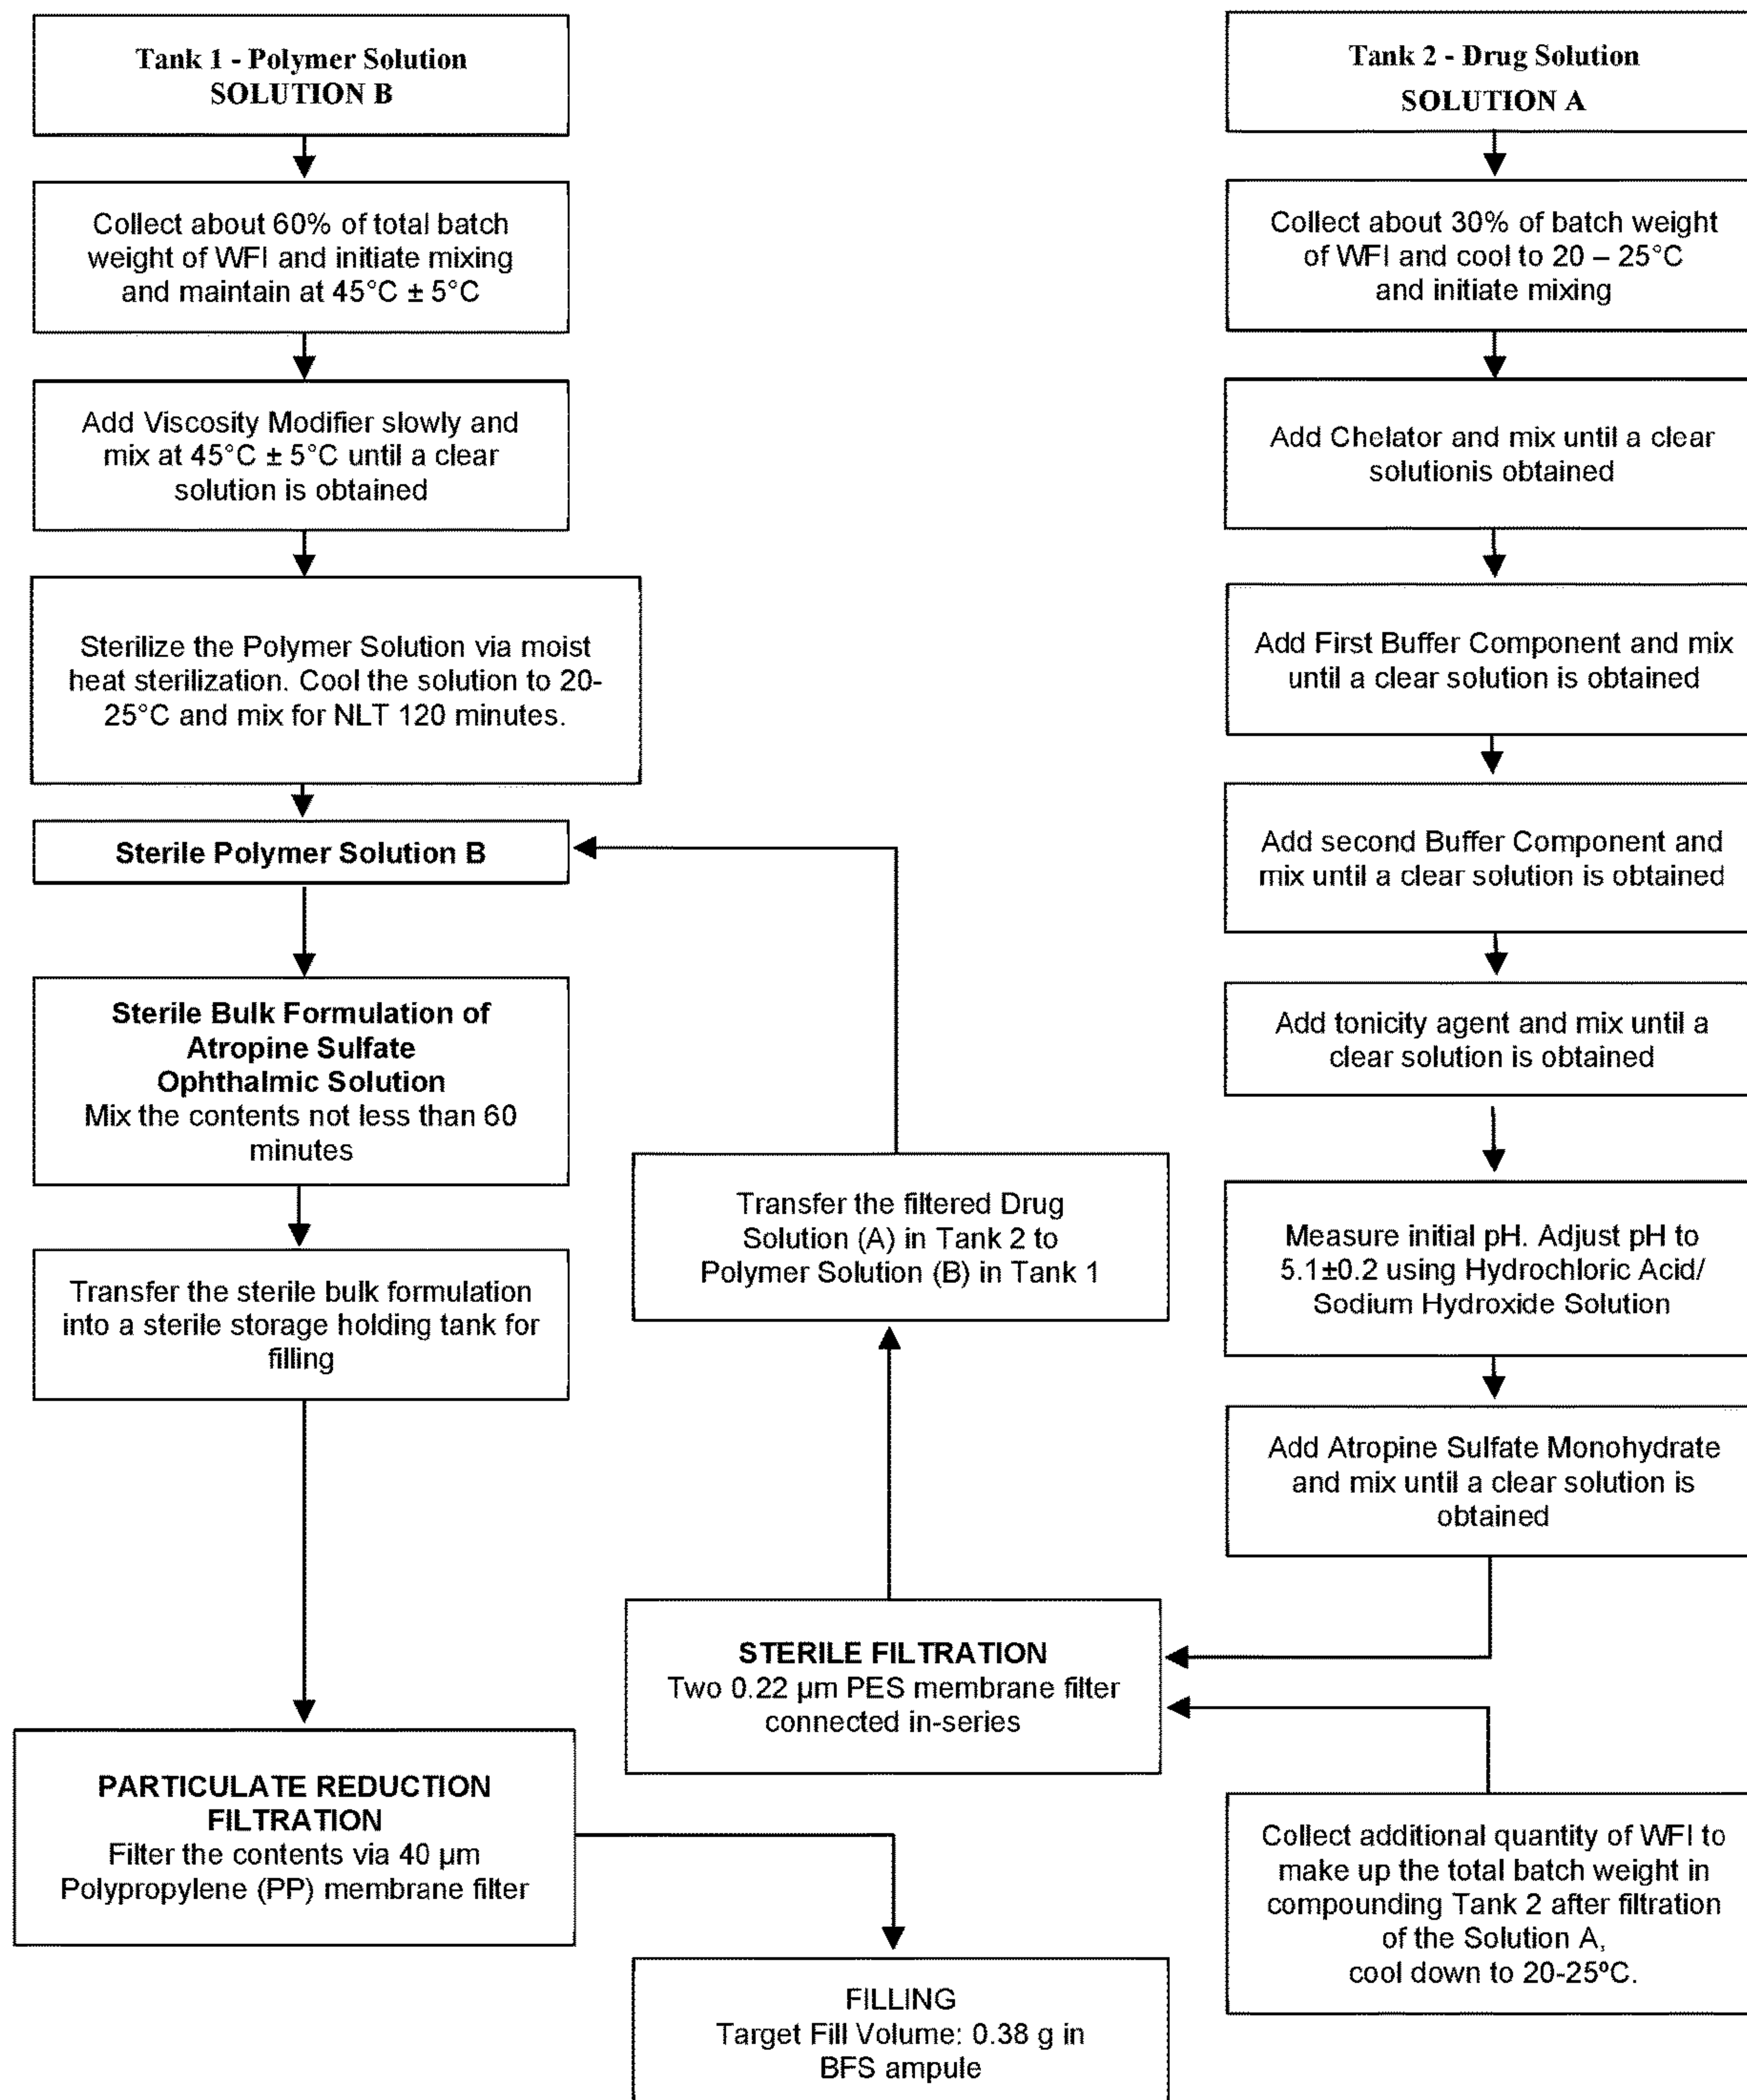 Tank 1 - Polymer Solution
SOLUTION B
Collect about 60% of total batch
weight of WFI and initiate mixing
and maintain at 45°C ± 5°C
Add Viscosity Modifier slowly and
mix at 45°C ± 5°C until a clear
solution is obtained
Sterilize the Polymer Solution via moist
heat sterilization. Cool the solution to 20-
25°C and mix for NLT 120 minutes.
Sterile Polymer Solution B
Sterile Bulk Formulation of
Atropine Sulfate
Ophthalmic Solution
Mix the contents not less than 60
minutes
Transfer the sterile bulk formulation
into a sterile storage holding tank for
filling
PARTICULATE REDUCTION
FILTRATION
Filter the contents via 40 µm
Polypropylene (PP) membrane filter
Tank 2 - Drug Solution
SOLUTION A
Collect about 30% of batch weight
of WFI and cool to 20 – 25°C
and initiate mixing
Add Chelator and mix until a clear
solutionis obtained
Add First Buffer Component and mix
until a clear solution is obtained
Add second Buffer Component and
mix until a clear solution is obtained
Add tonicity agent and mix until a
clear solution is obtained
Measure initial pH. Adjust pH to
5.1±0.2 using Hydrochloric Acid/
Sodium Hydroxide Solution
Add Atropine Sulfate Monohydrate
and mix until a clear solution is
obtained
Collect additional quantity of WFI to
make up the total batch weight in
compounding Tank 2 after filtration
of the Solution A,
cool down to 20-25ºC.
STERILE FILTRATION
Two 0.22 µm PES membrane filter
connected in-series
Transfer the filtered Drug
Solution (A) in Tank 2 to
Polymer Solution (B) in Tank 1
FILLING
Target Fill Volume: 0.38 g in
BFS ampule